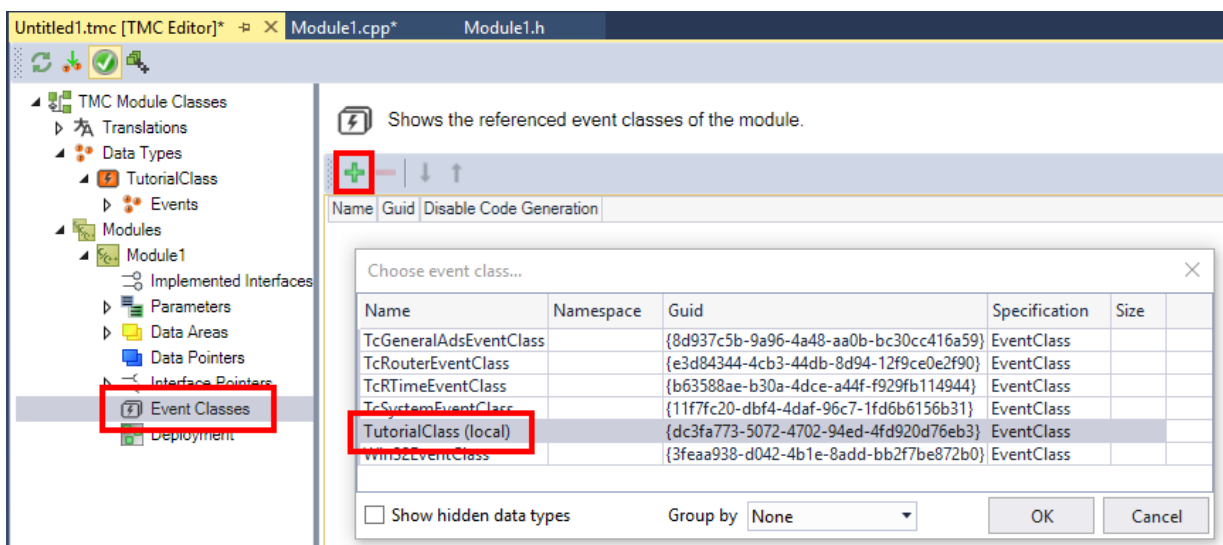 Untitled1.tmc [TMC Editor]* Module1.cpp* Module1.h
TMC Module Classes
Translations
Data Types
TutorialClass
Events
Modules
Module1
Implemented Interfaces
Parameters
Data Areas
Data Pointers
Interface Pointers
Event Classes
Deployment
Shows the referenced event classes of the module.
Name Guid Disable Code Generation
Choose event class...
Name Namespace Guid Specification Size
TcGeneralAdsEventClass {8d937c5b-9a96-4a48-aa0b-bc30cc416a59} EventClass
TcRouterEventClass {e3d84344-4cb3-44db-8d94-12f9ce0e2f90} EventClass
TcRTimeEventClass {b63588ae-b30a-4dce-a44f-f929fb114944} EventClass
TcSystemEventClass {11f7fc20-dbf4-4daf-96c7-1fd6b6156b31} EventClass
TutorialClass (local) {dc3fa773-5072-4702-94ed-4fd920d76eb3} EventClass
Win32EventClass {3feaa938-d042-4b1e-8add-bb2f7be872b0} EventClass
Show hidden data types Group by None OK Cancel